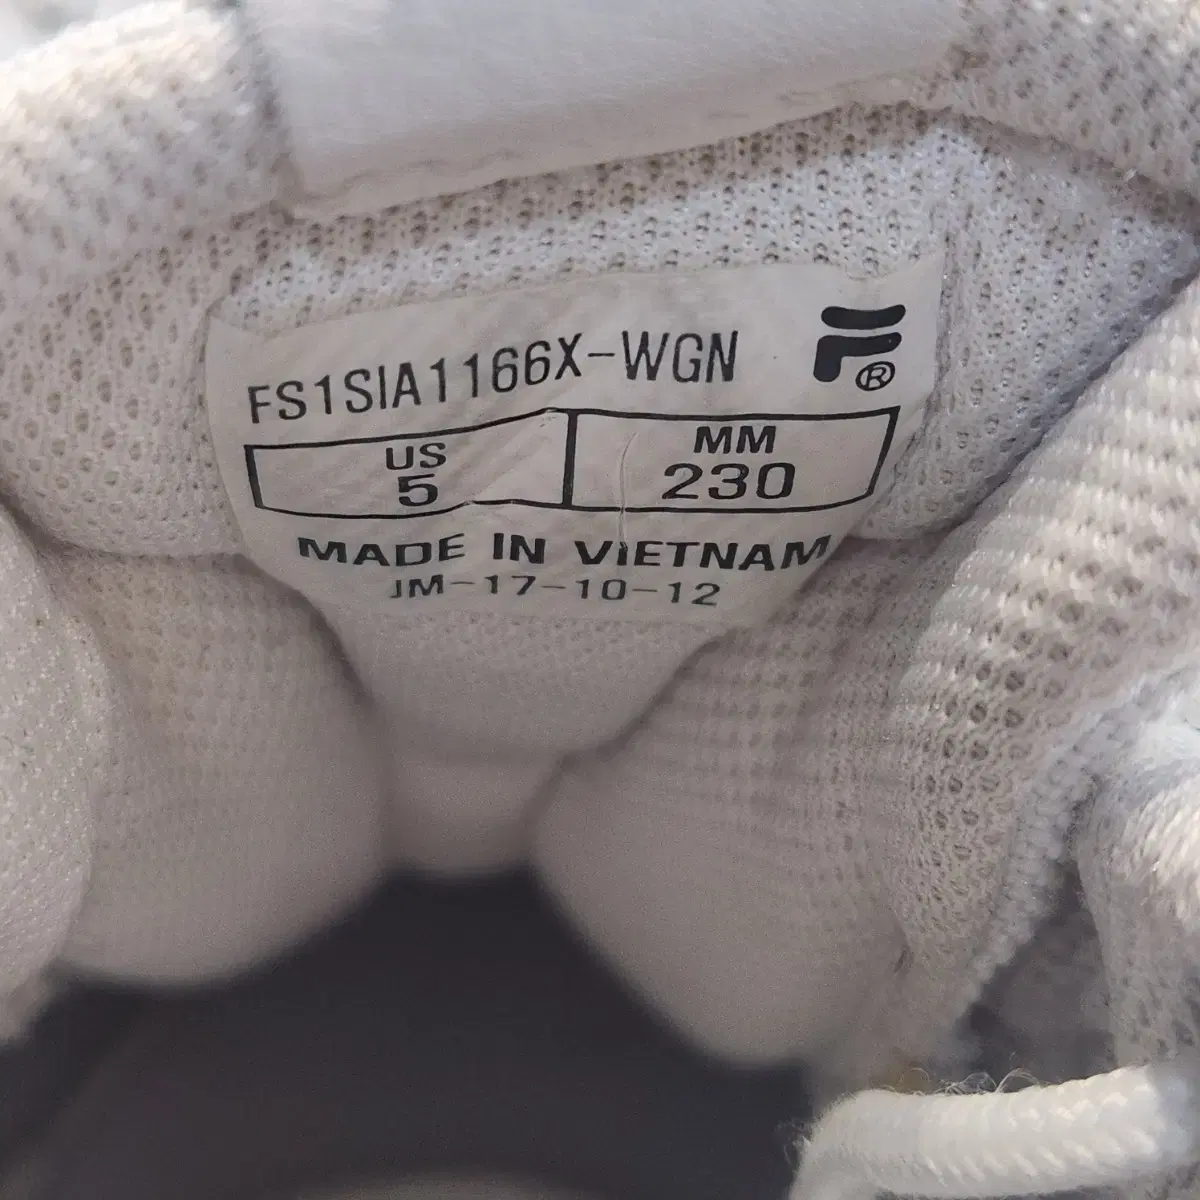 FS1SIA1166X-WGN
US
5
MM
230
MADE IN VIETNAM
JM-17-10-12